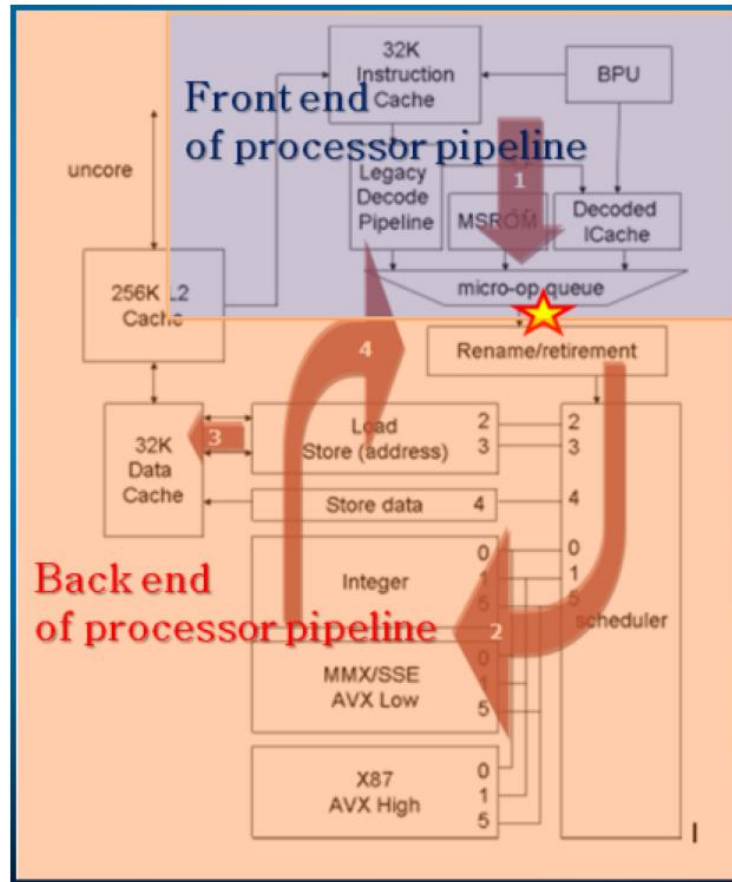 32K
Instruction
Cache
BPU
Front end
of processor pipeline
uncore
Legacy
Decode
Pipeline
1
MSROM
Decoded
ICache
256K L2
Cache
micro-op queue
4
Rename/retirement
3
32K
Data
Cache
Load 2
Store (address) 3
2
3
Store data 4
4
Back end
of processor pipeline
Integer
0
1
5
0
1
5
scheduler
2
MMX/SSE
AVX Low
0
1
5
X87
AVX High
0
1
5